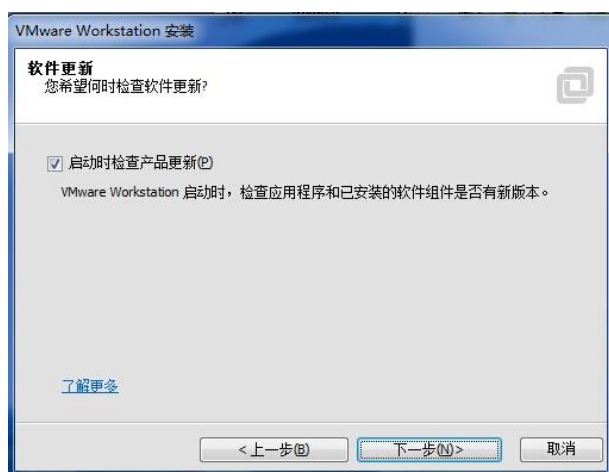 VMware Workstation 安装
软件更新
您希望何时检查软件更新?
启动时检查产品更新(P)
VMware Workstation 启动时，检查应用程序和已安装的软件组件是否有新版本。
了解更多
<上一步(B)
下一步(N)>
取消